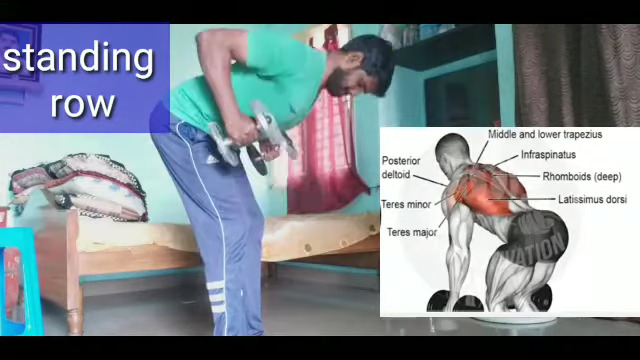 standing
row
Middle and lower trapezius
Infraspinatus
Posterior
deltoid
Rhomboids (deep)
Latissimus dorsi
Teres minor
Teres major